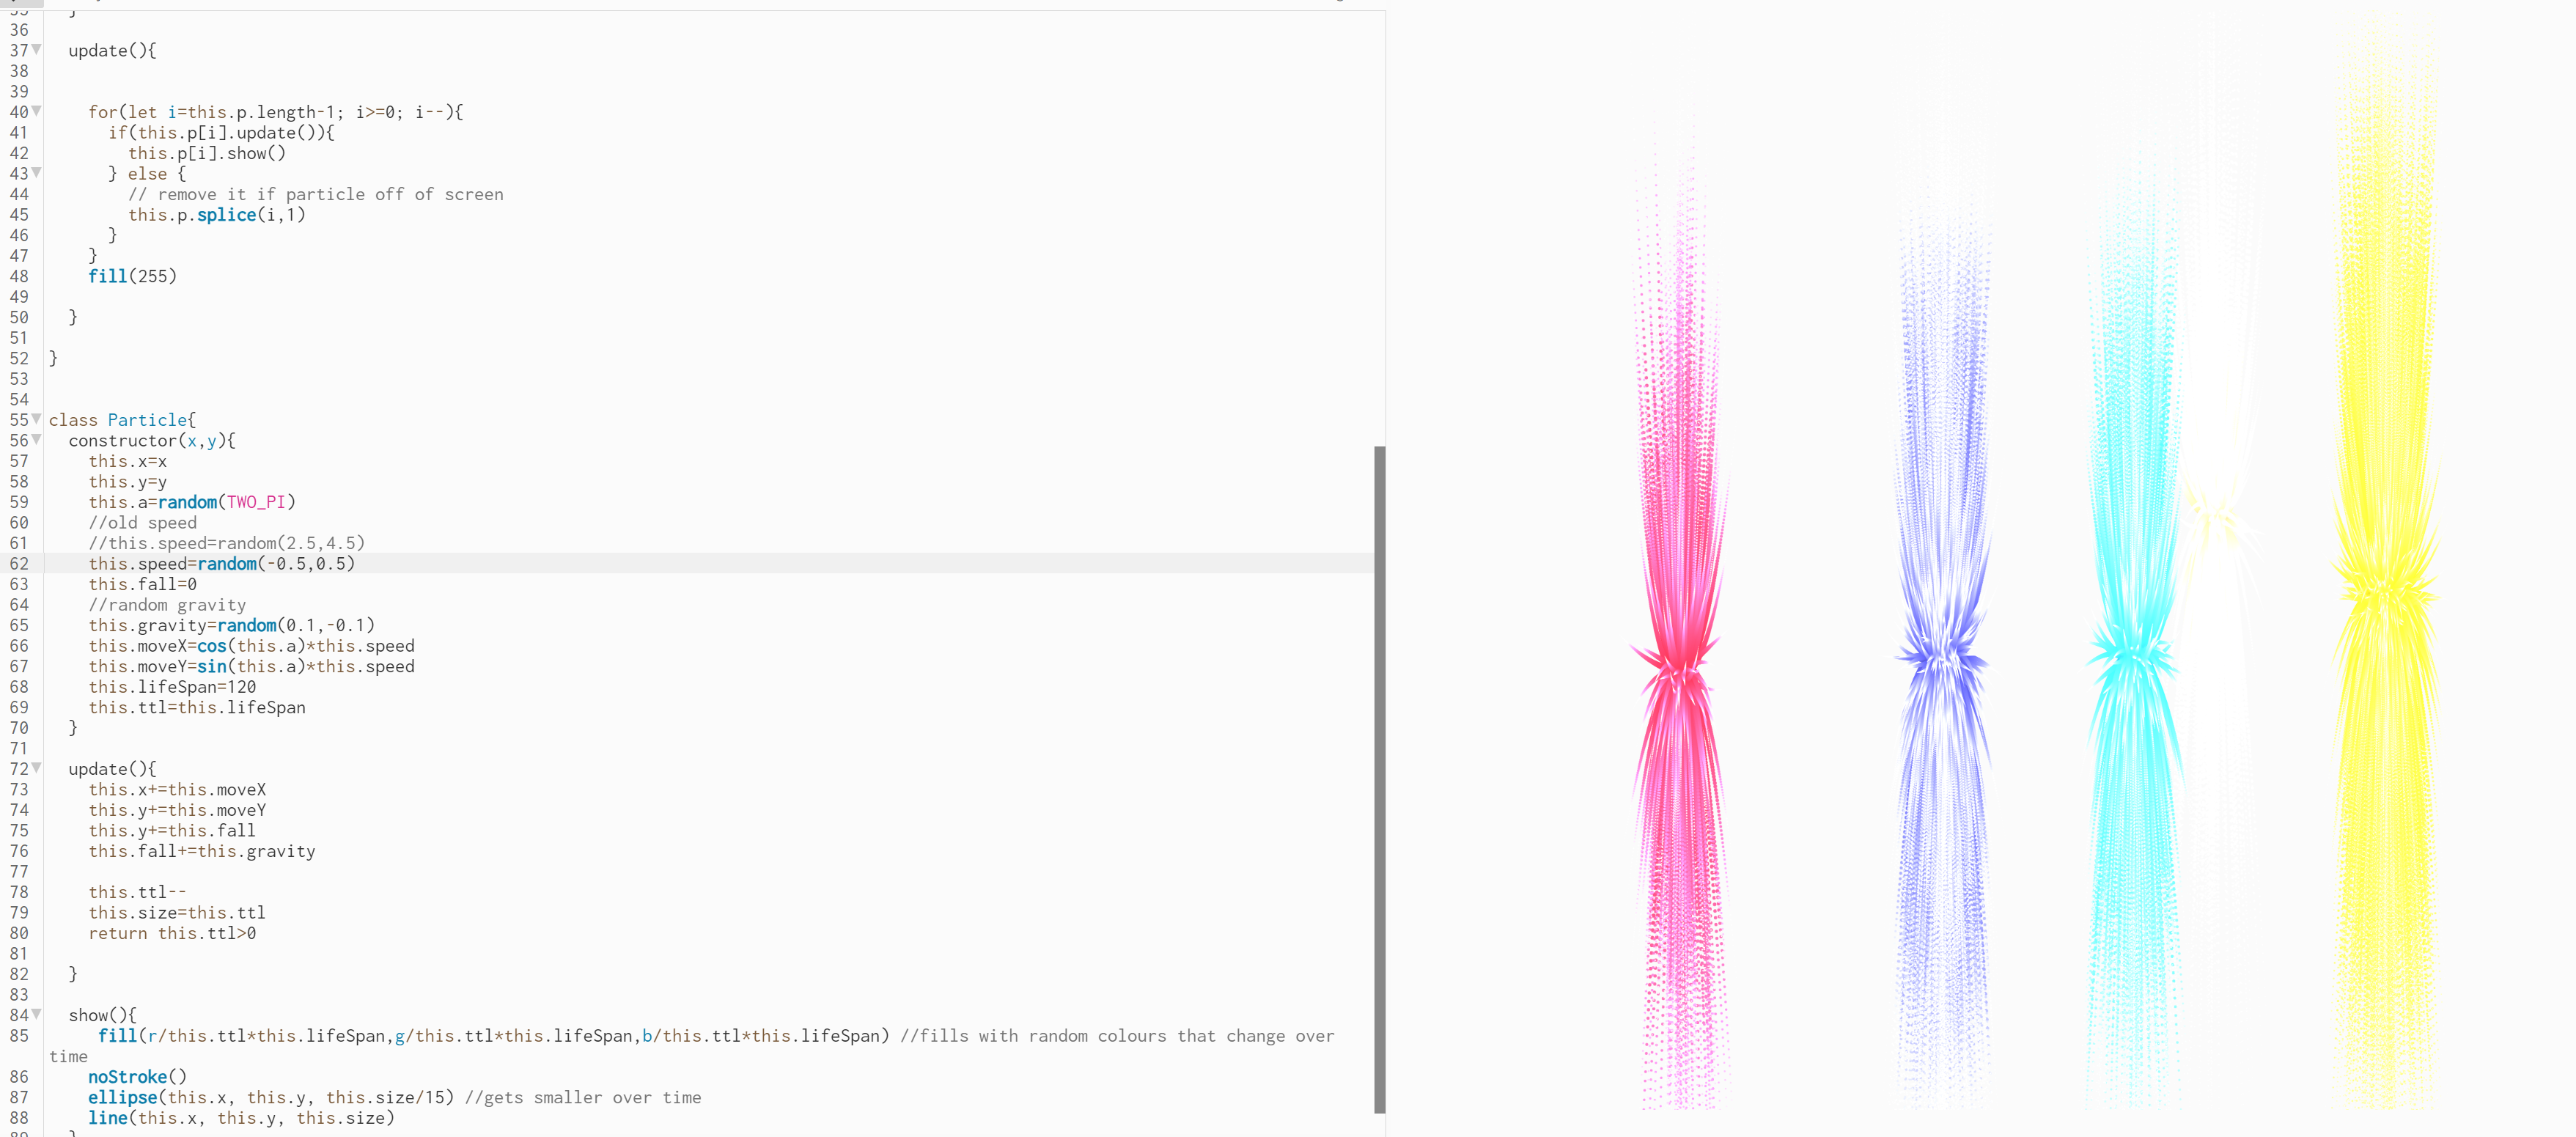 36
37 update(){
38
39
40 for(let i=this.p.length-1; i>=0; i--){
41 if(this.p[i].update()){
42 this.p[i].show()
43 } else {
44 // remove it if particle off of screen
45 this.p.splice(i,1)
46 }
47 }
48 fill(255)
49
50 }
51
52 }
53
54
55 class Particle{
56 constructor(x,y){
57 this.x=x
58 this.y=y
59 this.a=random(TWO_PI)
60 //old speed
61 //this.speed=random(2.5,4.5)
62 this.speed=random(-0.5,0.5)
63 this.fall=0
64 //random gravity
65 this.gravity=random(0.1,-0.1)
66 this.moveX=cos(this.a)*this.speed
67 this.moveY=sin(this.a)*this.speed
68 this.lifeSpan=120
69 this.ttl=this.lifeSpan
70 }
71
72 update(){
73 this.x+=this.moveX
74 this.y+=this.moveY
75 this.y+=this.fall
76 this.fall+=this.gravity
77
78 this.ttl--
79 this.size=this.ttl
80 return this.ttl>0
81
82 }
83
84 show(){
85 fill(r/this.ttl*this.lifeSpan,g/this.ttl*this.lifeSpan,b/this.ttl*this.lifeSpan) //fills with random colours that change over
time
86 noStroke()
87 ellipse(this.x, this.y, this.size/15) //gets smaller over time
88 line(this.x, this.y, this.size)